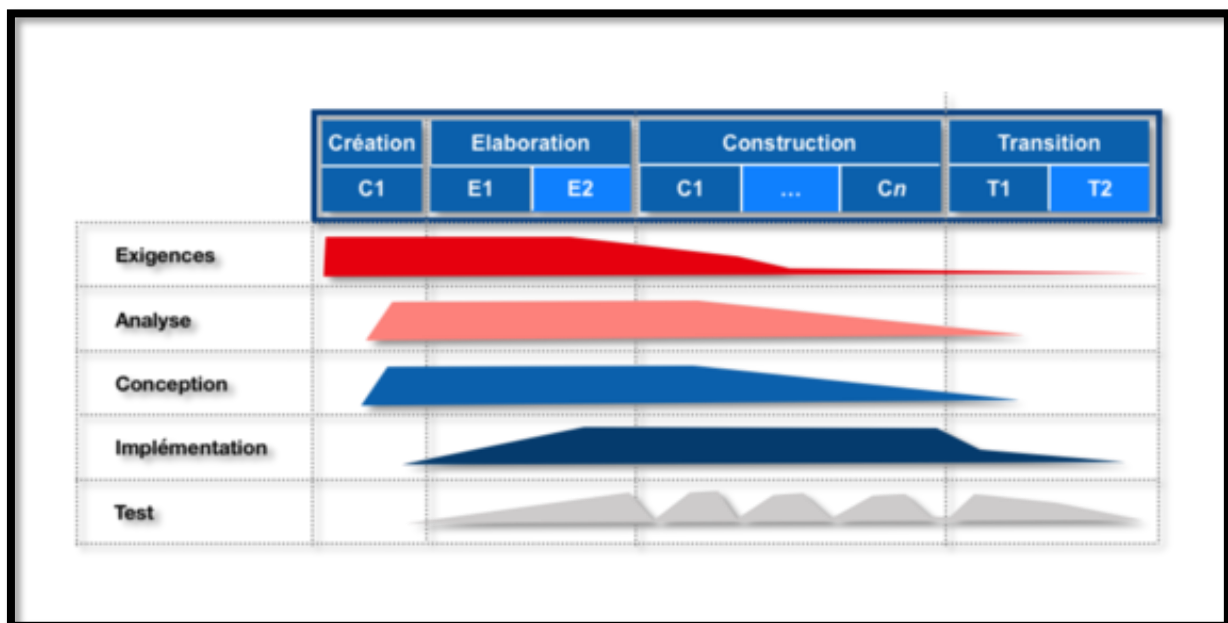 Création Elaboration Construction Transition
C1 E1 E2 C1 ... Cn T1 T2
Exigences
Analyse
Conception
Implémentation
Test